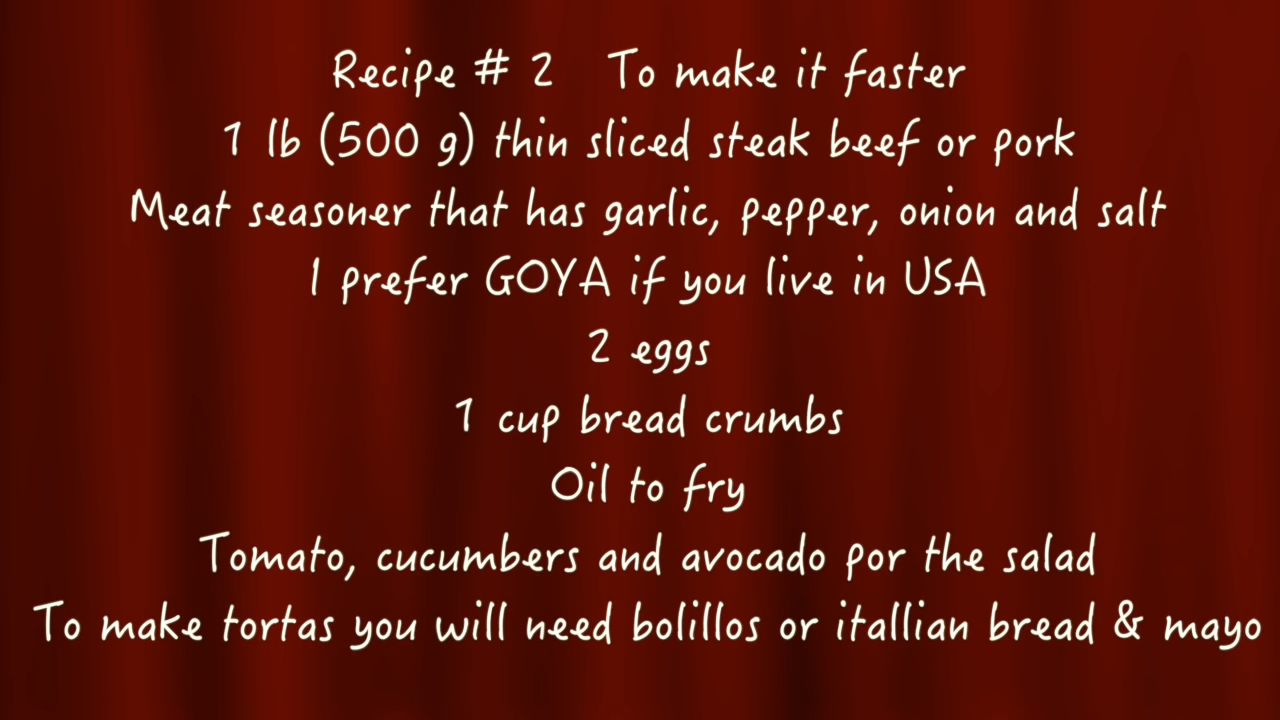 Recipe # 2 To make it faster
1 lb (500 g) thin sliced steak beef or pork
Meat seasoner that has garlic, pepper, onion and salt
I prefer GOYA if you live in USA
2 eggs
1 cup bread crumbs
Oil to fry
Tomato, cucumbers and avocado por the salad
To make tortas you will need bolillos or itallian bread & mayo